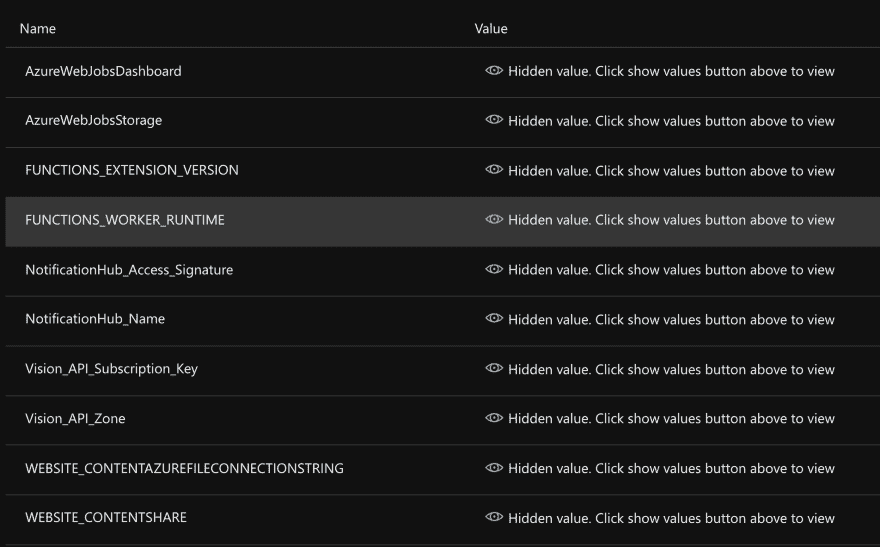 Name Value
AzureWebJobsDashboard Hidden value. Click show values button above to view
AzureWebJobsStorage Hidden value. Click show values button above to view
FUNCTIONS_EXTENSION_VERSION Hidden value. Click show values button above to view
FUNCTIONS_WORKER_RUNTIME Hidden value. Click show values button above to view
NotificationHub_Access_Signature Hidden value. Click show values button above to view
NotificationHub_Name Hidden value. Click show values button above to view
Vision_API_Subscription_Key Hidden value. Click show values button above to view
Vision_API_Zone Hidden value. Click show values button above to view
WEBSITE_CONTENTAZUREFILECONNECTIONSTRING Hidden value. Click show values button above to view
WEBSITE_CONTENTSHARE Hidden value. Click show values button above to view